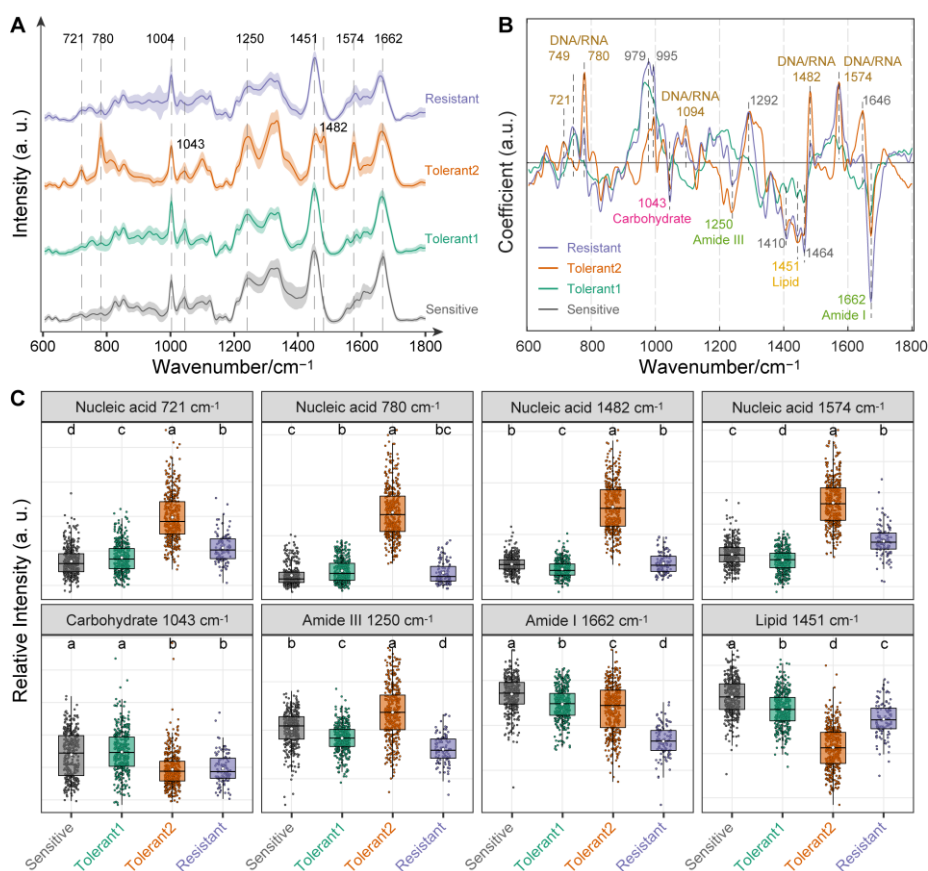 A
721 780 1004 1250 1451 1574 1662
Resistant
1482
1043
Tolerant2
Tolerant1
Sensitive
Intensity (a. u.)
600 800 1000 1200 1400 1600 1800
Wavenumber/cm⁻¹
B
DNA/RNA
749 780
979 995
DNA/RNA DNA/RNA
1482 1574
721
DNA/RNA
1094
1292
1646
1043
Carbohydrate
1250
Amide III
1410
1464
1451
Lipid
1662
Amide I
Resistant
Tolerant2
Tolerant1
Sensitive
Coefficient (a.u.)
600 800 1000 1200 1400 1600 1800
Wavenumber/cm⁻¹
C
Nucleic acid 721 cm⁻¹ Nucleic acid 780 cm⁻¹ Nucleic acid 1482 cm⁻¹ Nucleic acid 1574 cm⁻¹
d c a b c b a bc b c a b c d a b
Carbohydrate 1043 cm⁻¹ Amide III 1250 cm⁻¹ Amide I 1662 cm⁻¹ Lipid 1451 cm⁻¹
a a b b b c a d a b c d a b d c
Relative Intensity (a. u.)
Sensitive Tolerant1 Tolerant2 Resistant Sensitive Tolerant1 Tolerant2 Resistant Sensitive Tolerant1 Tolerant2 Resistant Sensitive Tolerant1 Tolerant2 Resistant